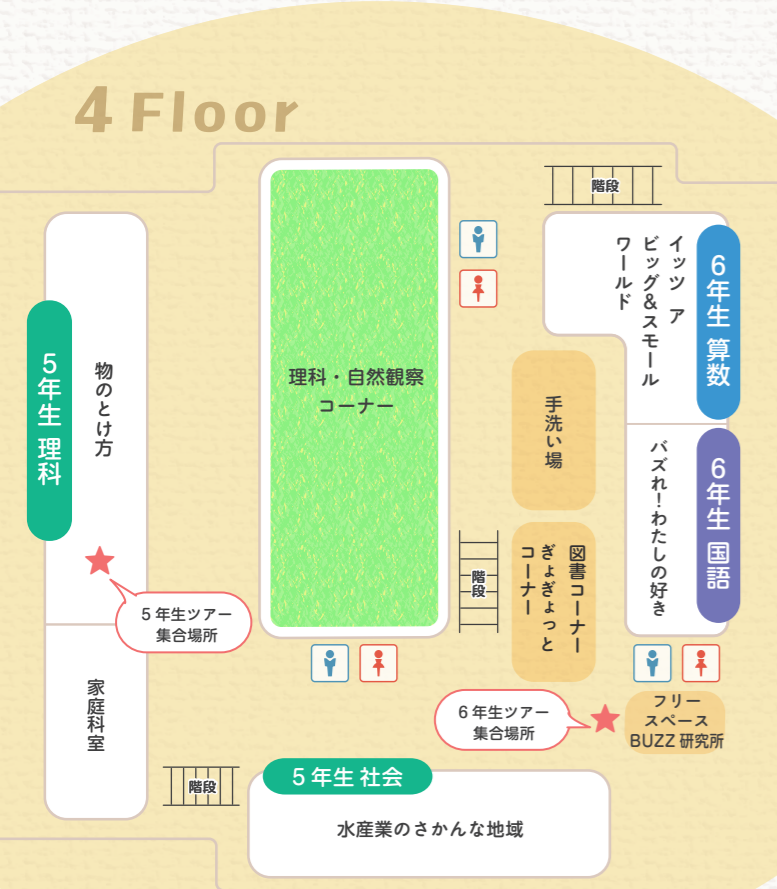 4 Floor
階段
6年生 算数
イッツ ア
ビッグ&スモール
ワールド
5年生 理科
物のとけ方
理科・自然観察
コーナー
手洗い場
6年生 国語
バズれ！わたしの好き
図書コーナー
ぎょぎょっと
コーナー
階段
5年生ツアー
集合場所
家庭科室
6年生ツアー
集合場所
フリー
スペース
BUZZ 研究所
階段
5年生 社会
水産業のさかんな地域